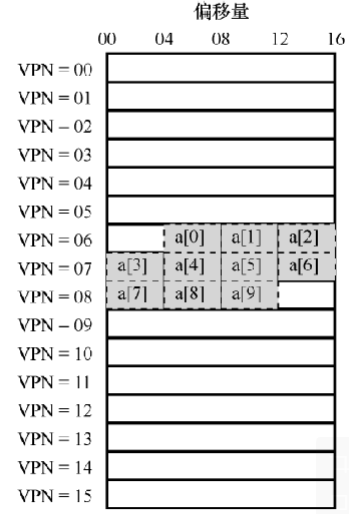 偏移量
00 04 08 12 16
VPN = 00
VPN = 01
VPN = 02
VPN = 03
VPN = 04
VPN = 05
VPN = 06 a[0] a[1] a[2]
VPN = 07 a[3] a[4] a[5] a[6]
VPN = 08 a[7] a[8] a[9]
VPN = 09
VPN = 10
VPN = 11
VPN = 12
VPN = 13
VPN = 14
VPN = 15